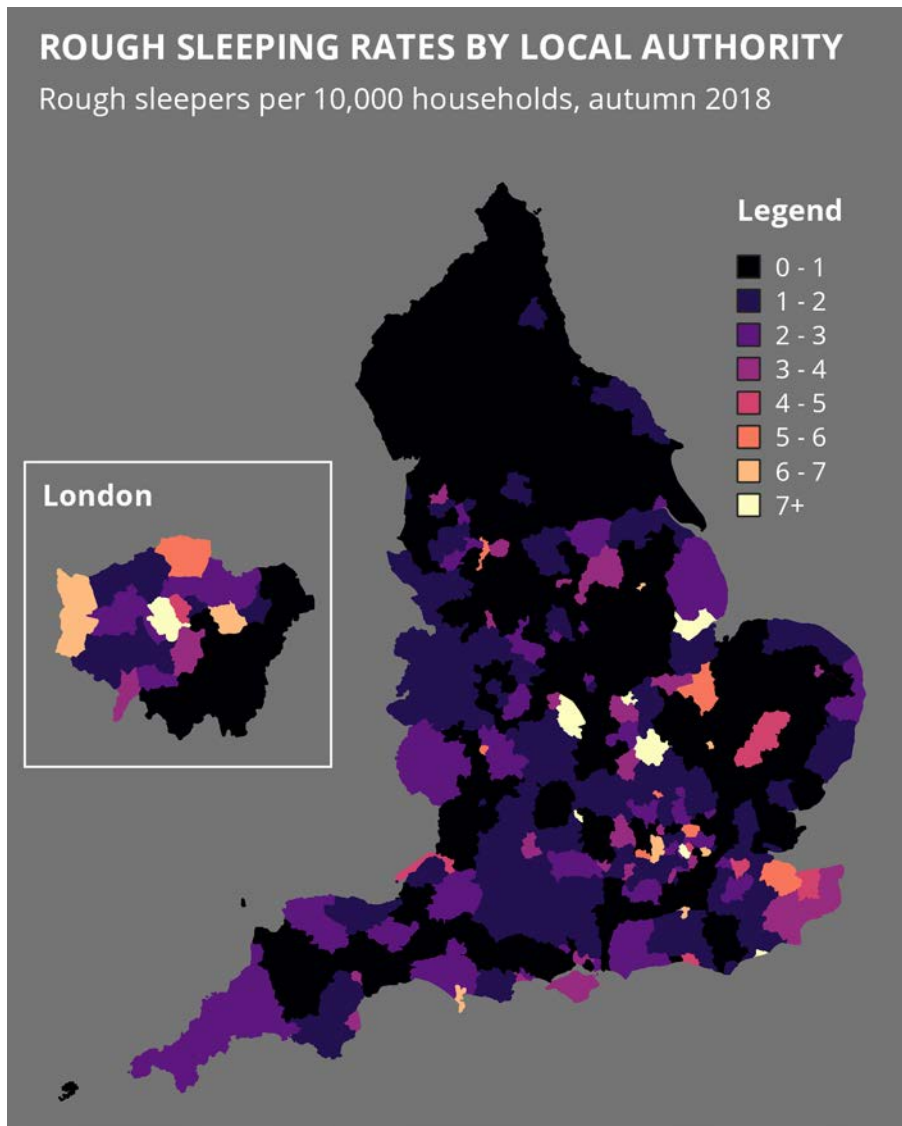 ROUGH SLEEPING RATES BY LOCAL AUTHORITY
Rough sleepers per 10,000 households, autumn 2018
Legend
0 - 1
1 - 2
2 - 3
3 - 4
4 - 5
5 - 6
6 - 7
7+
London